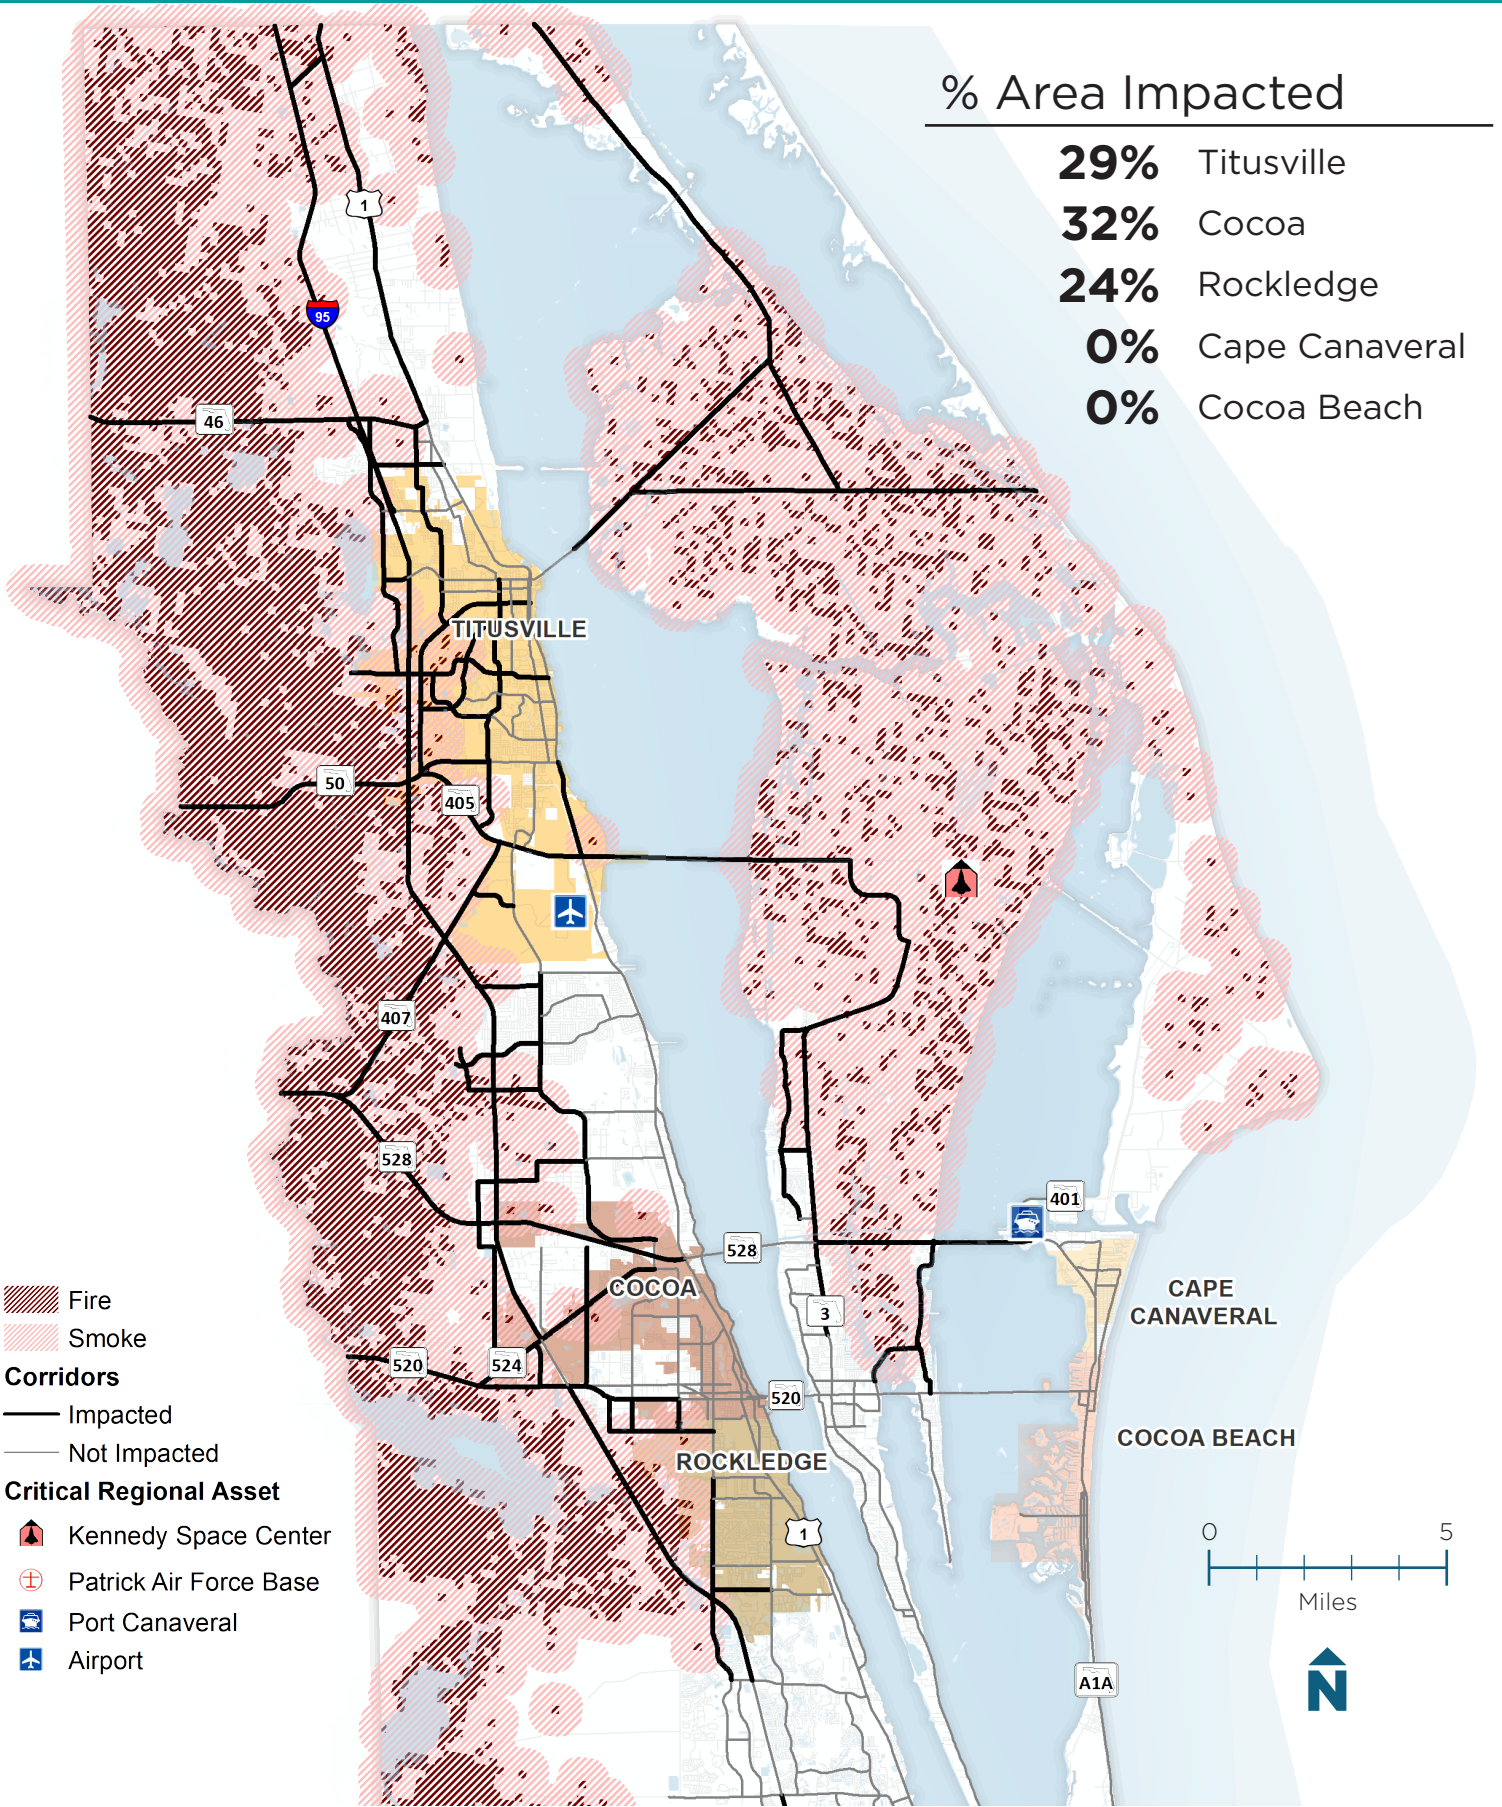 % Area Impacted
29% Titusville
32% Cocoa
24% Rockledge
0% Cape Canaveral
0% Cocoa Beach
1
95
46
TITUSVILLE
50
405
407
528
401
528
COCOA
CAPE
CANAVERAL
3
520
524
520
COCOA BEACH
ROCKLEDGE
1
A1A
Fire
Smoke
Corridors
Impacted
Not Impacted
Critical Regional Asset
Kennedy Space Center
Patrick Air Force Base
Port Canaveral
Airport
0 5
Miles
N